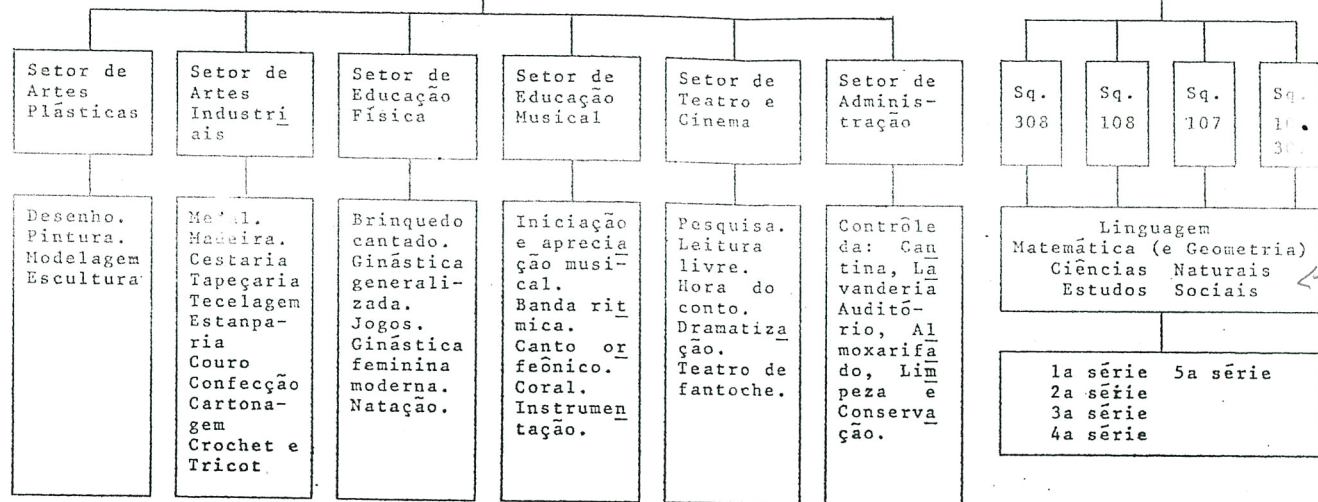 Setor de
Artes
Plásticas
Setor de
Artes
Industri
ais
Setor de
Educação
Física
Setor de
Educação
Musical
Setor de
Teatro e
Cinema
Setor de
Adminis-
tração
Sq.
308
Sq.
108
Sq.
107
Sq.
Desenho.
Pintura.
Modelagem
Escultura
Madeira.
Cestaria
Tapeçaria
Tecelagem
Estanpa-
ria
Couro
Confecção
Cartona-
gem
Crochet e
Tricot
Brinquedo
cantado.
Ginástica
generali-
zada.
Jogos.
Ginástica
feminina
moderna.
Natação.
Iniciação
e aprecia
ção musi-
cal.
Banda rit
mica.
Canto or
feônico.
Coral.
Instrumen
tação.
Pesquisa.
Leitura
livre.
Hora do
conto.
Dramatiza
ção.
Teatro de
fantoche.
Contrôle
da: Can
tina, La
vanderia
Auditó-
rio, Al
moxarifa
do, Lim
peza e
Conserva
ção.
Linguagem
Matemática (e Geometria)
Ciências Naturais
Estudos Sociais
1a série 5a série
2a série
3a série
4a série